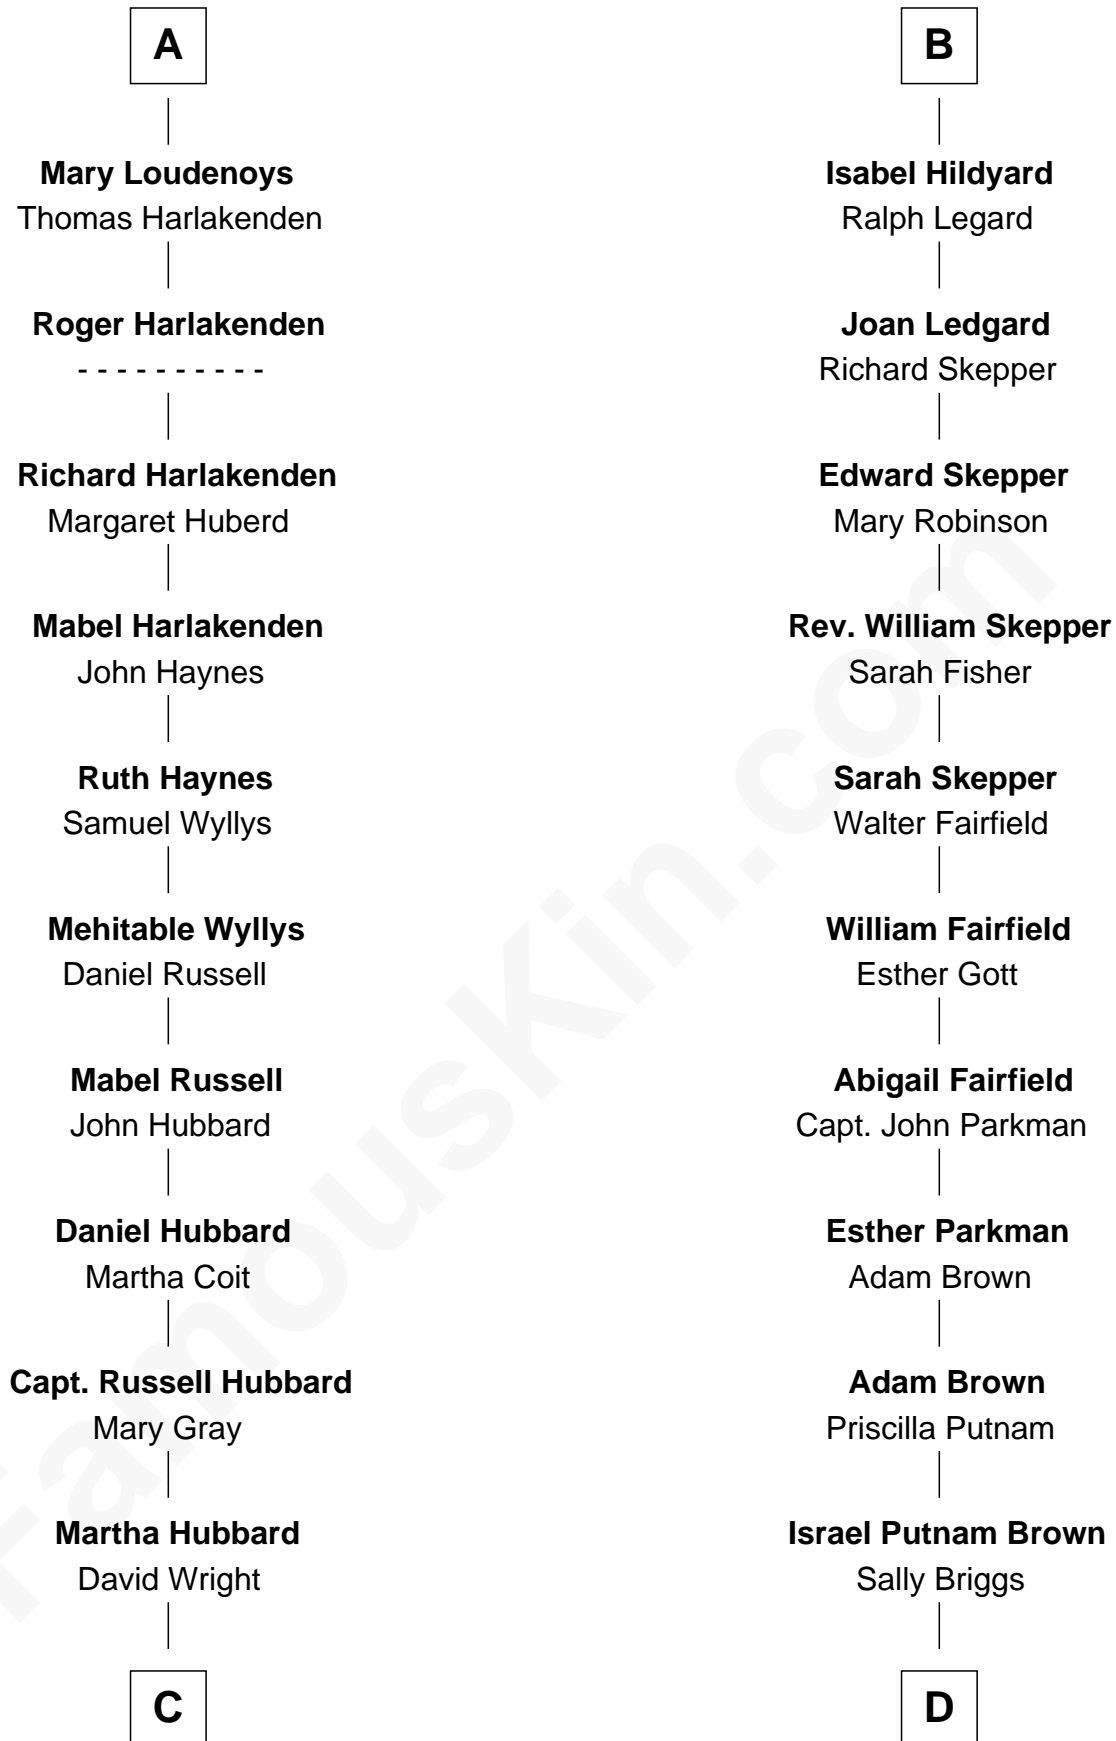 A
Mary Loudenoys
Thomas Harlakenden
Roger Harlakenden
- - - - - - - - - -
Richard Harlakenden
Margaret Huberd
Mabel Harlakenden
John Haynes
Ruth Haynes
Samuel Wyllys
Mehitable Wyllys
Daniel Russell
Mabel Russell
John Hubbard
Daniel Hubbard
Martha Coit
Capt. Russell Hubbard
Mary Gray
Martha Hubbard
David Wright
C
B
Isabel Hildyard
Ralph Legard
Joan Ledgard
Richard Skepper
Edward Skepper
Mary Robinson
Rev. William Skepper
Sarah Fisher
Sarah Skepper
Walter Fairfield
William Fairfield
Esther Gott
Abigail Fairfield
Capt. John Parkman
Esther Parkman
Adam Brown
Adam Brown
Priscilla Putnam
Israel Putnam Brown
Sally Briggs
D
FamousKin.com